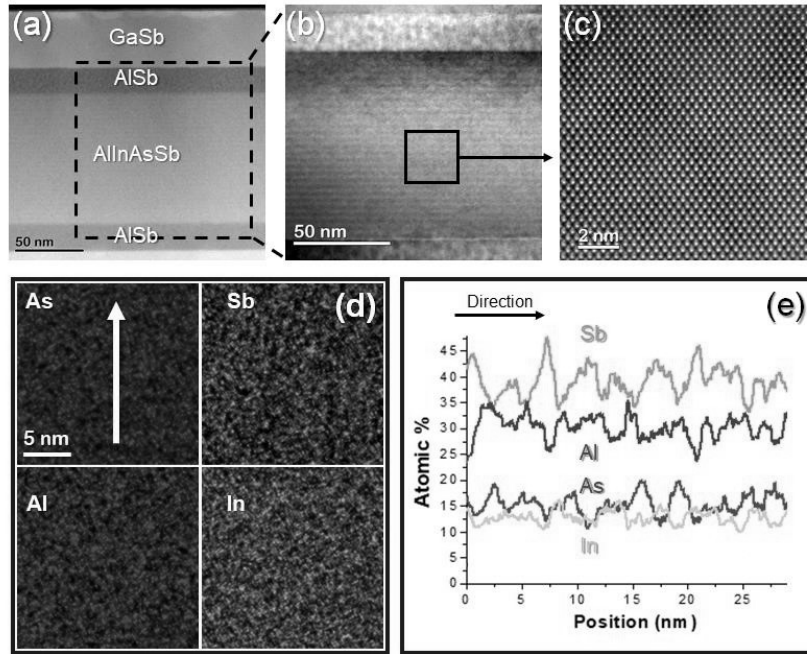 (a)
GaSb
AlSb
AlInAsSb
AlSb
50 nm
(b)
50 nm
(c)
2 nm
(d)
As
Sb
5 nm
Al
In
(e)
Direction
Sb
Al
As
In
Atomic %
45
40
35
30
25
20
15
10
5
0
0
5
10
15
20
25
Position (nm)